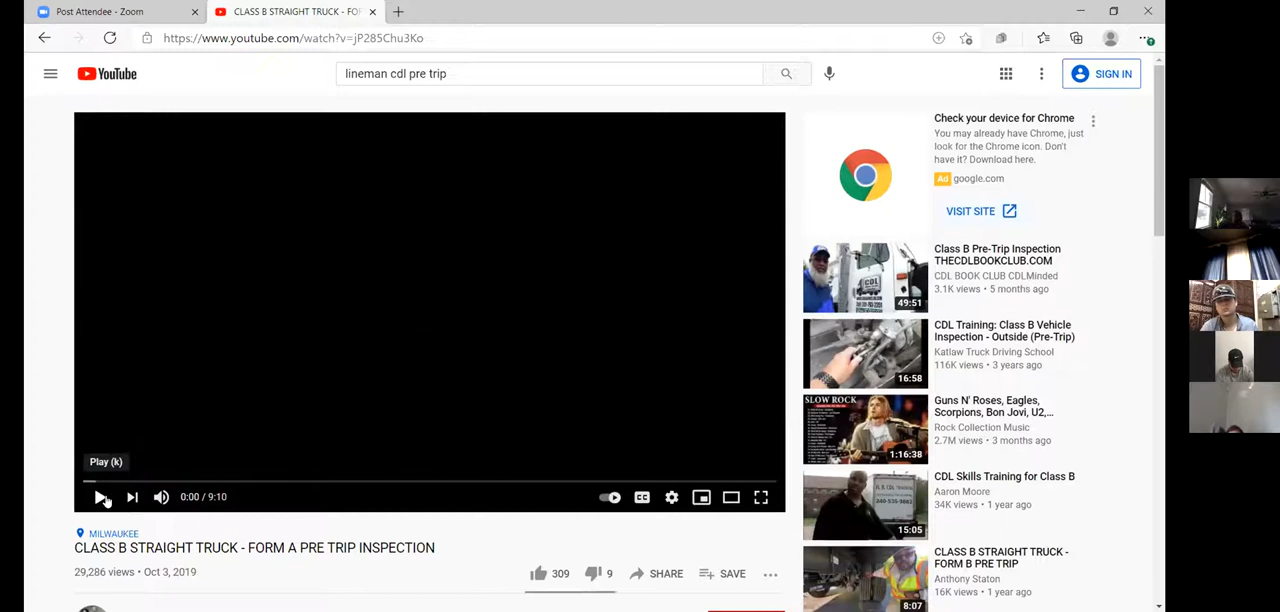 Post Attendee - Zoom
CLASS B STRAIGHT TRUCK - FOR
https://www.youtube.com/watch?v=jP285Chu3Ko
YouTube
lineman cdl pre trip
SIGN IN
Play (k)
0:00 / 9:10
CC
MILWAUKEE
CLASS B STRAIGHT TRUCK - FORM A PRE TRIP INSPECTION
29,286 views • Oct 3, 2019
309
9
SHARE
SAVE
Check your device for Chrome
You may already have Chrome, just
look for the Chrome icon. Don't
have it? Download here.
Ad google.com
VISIT SITE
CDL
49:51
Class B Pre-Trip Inspection
THECDLBOOKCLUB.COM
CDL BOOK CLUB CDLMinded
3.1K views • 5 months ago
16:58
CDL Training: Class B Vehicle
Inspection - Outside (Pre-Trip)
Katlaw Truck Driving School
116K views • 3 years ago
SLOW ROCK
1:16:38
Guns N' Roses, Eagles,
Scorpions, Bon Jovi, U2,...
Rock Collection Music
2.7M views • 3 months ago
15:05
CDL Skills Training for Class B
Aaron Moore
34K views • 1 year ago
8:07
CLASS B STRAIGHT TRUCK -
FORM B PRE TRIP
Anthony Staton
16K views • 1 year ago